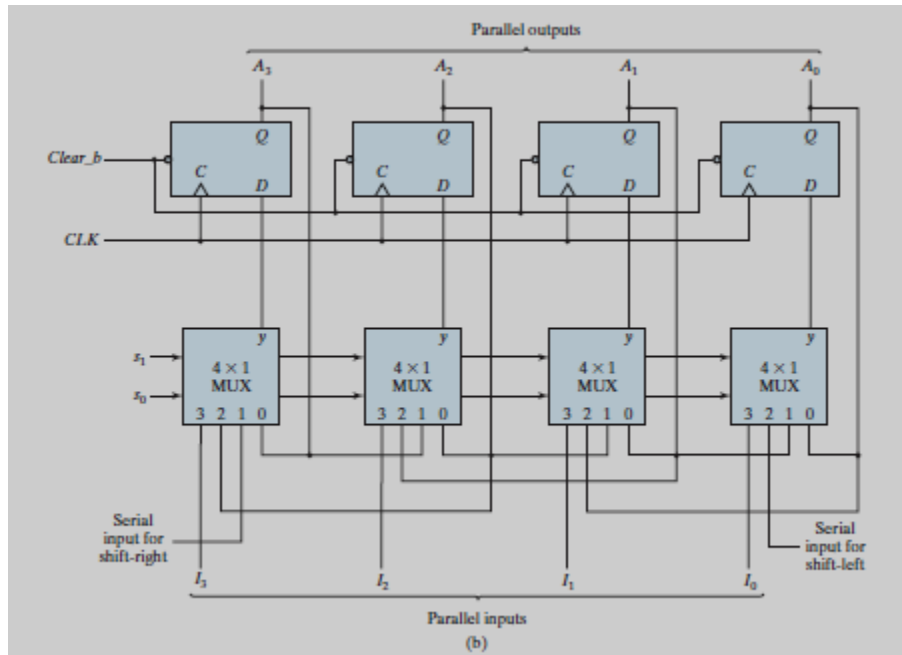 Parallel outputs
A₃ A₂ A₁ A₀
Q Q Q Q
Clear_b
C D C D C D C D
CLK
y y y y
s₁
4 × 1 4 × 1 4 × 1 4 × 1
MUX MUX MUX MUX
s₀
3 2 1 0 3 2 1 0 3 2 1 0 3 2 1 0
Serial
input for
shift-right
Serial
input for
shift-left
I₃ I₂ I₁ I₀
Parallel inputs
(b)